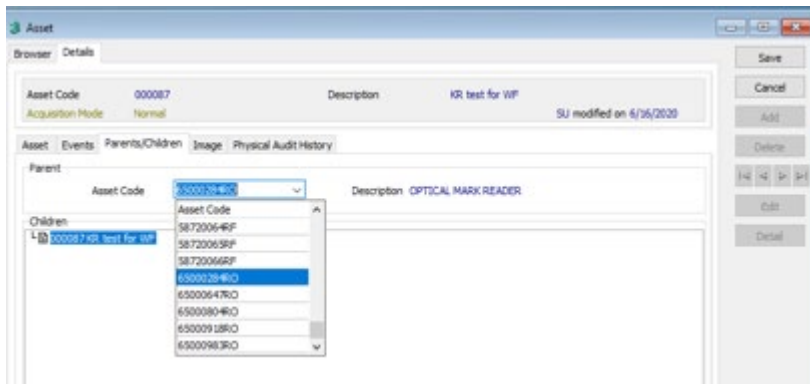 Asset
Browser Details
Save
Asset Code 000087 Description KR test for WF
Cancel
Acquisition Mode Normal SU modified on 6/16/2020
Add
Asset Events Parents/Children Image Physical Audit History
Delete
Parent
Asset Code 65000284RO Description OPTICAL MARK READER
Edit
Children
Asset Code
Detail
000087 KR test for WF
58720064RF
58720065RF
58720066RF
65000284RO
65000647RO
65000804RO
65000918RO
65000983RO